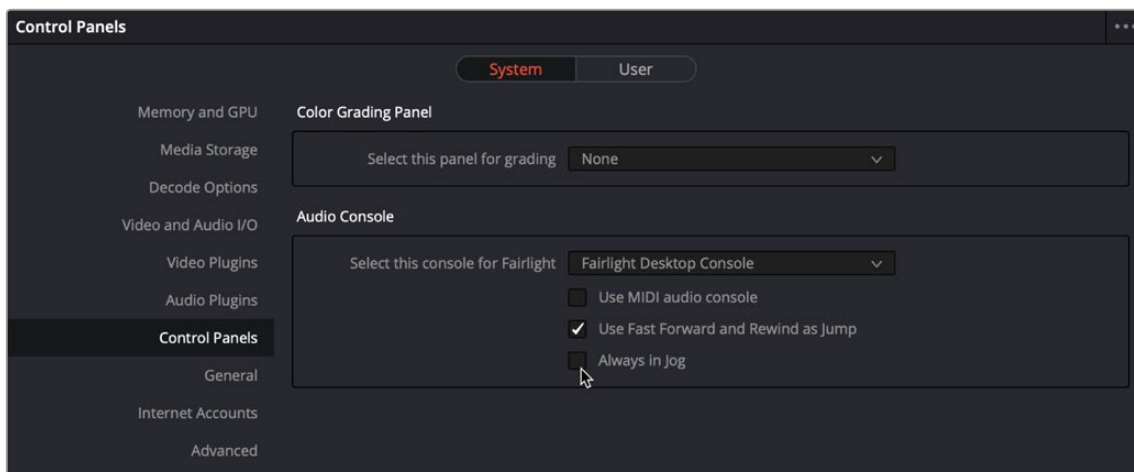 Control Panels
System User
Memory and GPU
Media Storage
Decode Options
Video and Audio I/O
Video Plugins
Audio Plugins
Control Panels
General
Internet Accounts
Advanced
Color Grading Panel
Select this panel for grading None
Audio Console
Select this console for Fairlight Fairlight Desktop Console
Use MIDI audio console
Use Fast Forward and Rewind as Jump
Always in Jog